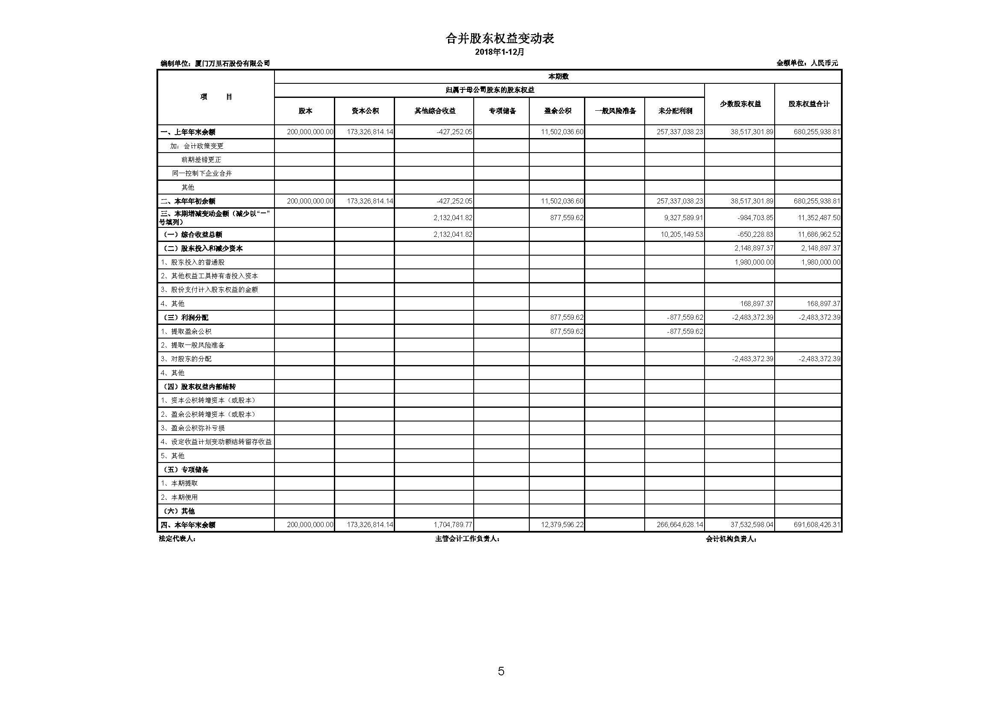 合并股东权益变动表
2018年1-12月
编制单位：厦门万里石股份有限公司 金额单位：人民币元
项 目 本期数
归属于母公司股东的股东权益 少数股东权益 股东权益合计
股本 资本公积 其他综合收益 专项储备 盈余公积 一般风险准备 未分配利润
一、上年年末余额 200,000,000.00 173,326,814.14 -427,252.05 11,502,036.60 257,337,038.23 38,517,301.89 680,255,938.81
加：会计政策变更
前期差错更正
同一控制下企业合并
其他
二、本年年初余额 200,000,000.00 173,326,814.14 -427,252.05 11,502,036.60 257,337,038.23 38,517,301.89 680,255,938.81
三、本期增减变动金额（减少以“－”
号填列） 2,132,041.82 877,559.62 9,327,589.91 -984,703.85 11,352,487.50
（一）综合收益总额 2,132,041.82 10,205,149.53 -650,228.83 11,686,962.52
（二）股东投入和减少资本 2,148,897.37 2,148,897.37
1、股东投入的普通股 1,980,000.00 1,980,000.00
2、其他权益工具持有者投入资本
3、股份支付计入股东权益的金额
4、其他 168,897.37 168,897.37
（三）利润分配 877,559.62 -877,559.62 -2,483,372.39 -2,483,372.39
1、提取盈余公积 877,559.62 -877,559.62
2、提取一般风险准备
3、对股东的分配 -2,483,372.39 -2,483,372.39
4、其他
（四）股东权益内部结转
1、资本公积转增资本（或股本）
2、盈余公积转增资本（或股本）
3、盈余公积弥补亏损
4、设定收益计划变动额结转留存收益
5、其他
（五）专项储备
1、本期提取
2、本期使用
（六）其他
四、本年年末余额 200,000,000.00 173,326,814.14 1,704,789.77 12,379,596.22 266,664,628.14 37,532,598.04 691,608,426.31
法定代表人： 主管会计工作负责人： 会计机构负责人：
5